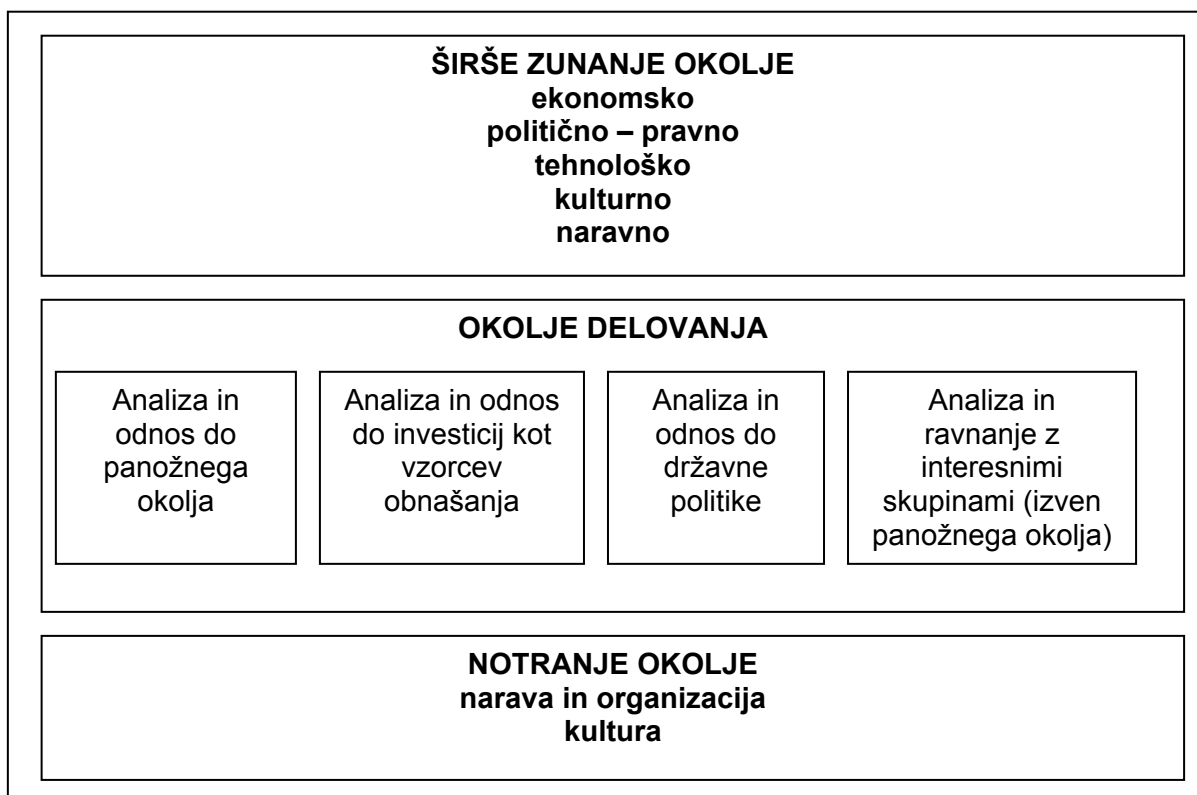 ŠIRŠE ZUNANJE OKOLJE
ekonomsko
politično – pravno
tehnološko
kulturno
naravno
OKOLJE DELOVANJA
Analiza in
odnos do
panožnega
okolja
Analiza in odnos
do investicij kot
vzorcev
obnašanja
Analiza in
odnos do
državne
politike
Analiza in
ravnanje z
interesnimi
skupinami (izven
panožnega okolja)
NOTRANJE OKOLJE
narava in organizacija
kultura